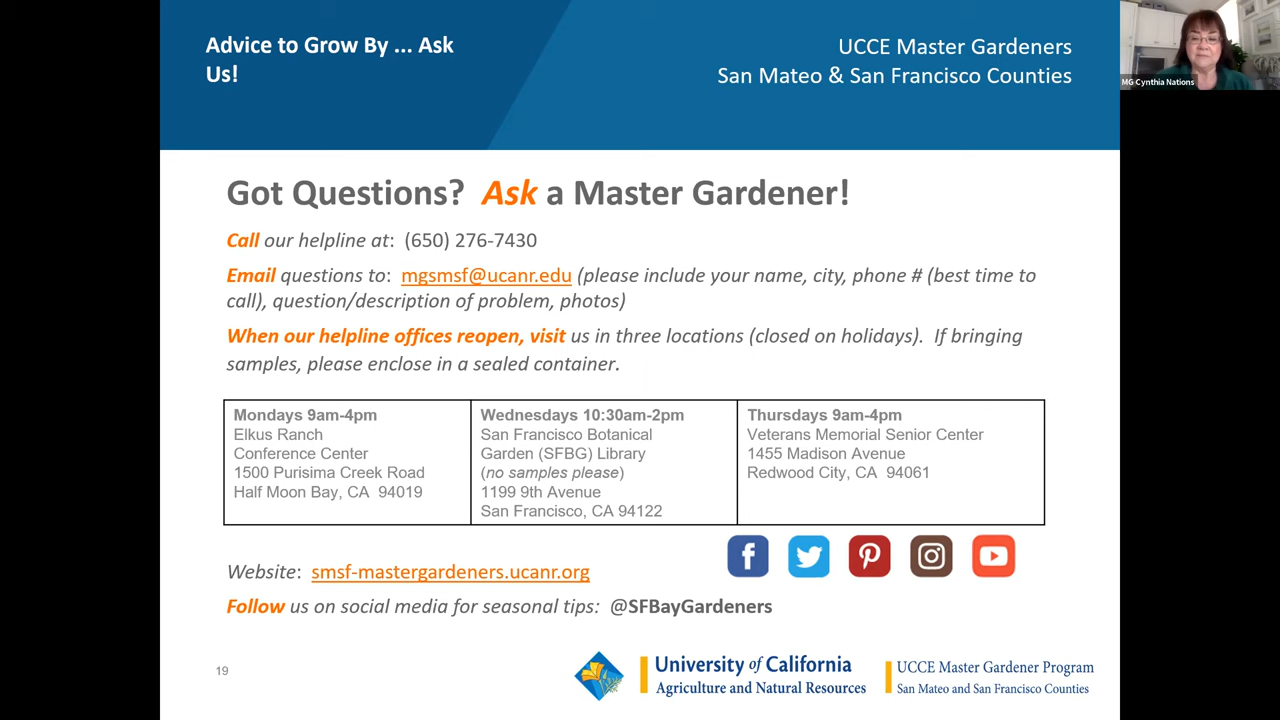 Advice to Grow By ... Ask
Us!
UCCE Master Gardeners
San Mateo & San Francisco Counties
MG Cynthia Nations
Got Questions? Ask a Master Gardener!
Call our helpline at: (650) 276-7430
Email questions to: mgsmsf@ucanr.edu (please include your name, city, phone # (best time to
call), question/description of problem, photos)
When our helpline offices reopen, visit us in three locations (closed on holidays). If bringing
samples, please enclose in a sealed container.
Mondays 9am-4pm
Elkus Ranch
Conference Center
1500 Purisima Creek Road
Half Moon Bay, CA 94019
Wednesdays 10:30am-2pm
San Francisco Botanical
Garden (SFBG) Library
(no samples please)
1199 9th Avenue
San Francisco, CA 94122
Thursdays 9am-4pm
Veterans Memorial Senior Center
1455 Madison Avenue
Redwood City, CA 94061
Website: smsf-mastergardeners.ucanr.org
Follow us on social media for seasonal tips: @SFBayGardeners
19
University of California
Agriculture and Natural Resources
UCCE Master Gardener Program
San Mateo and San Francisco Counties